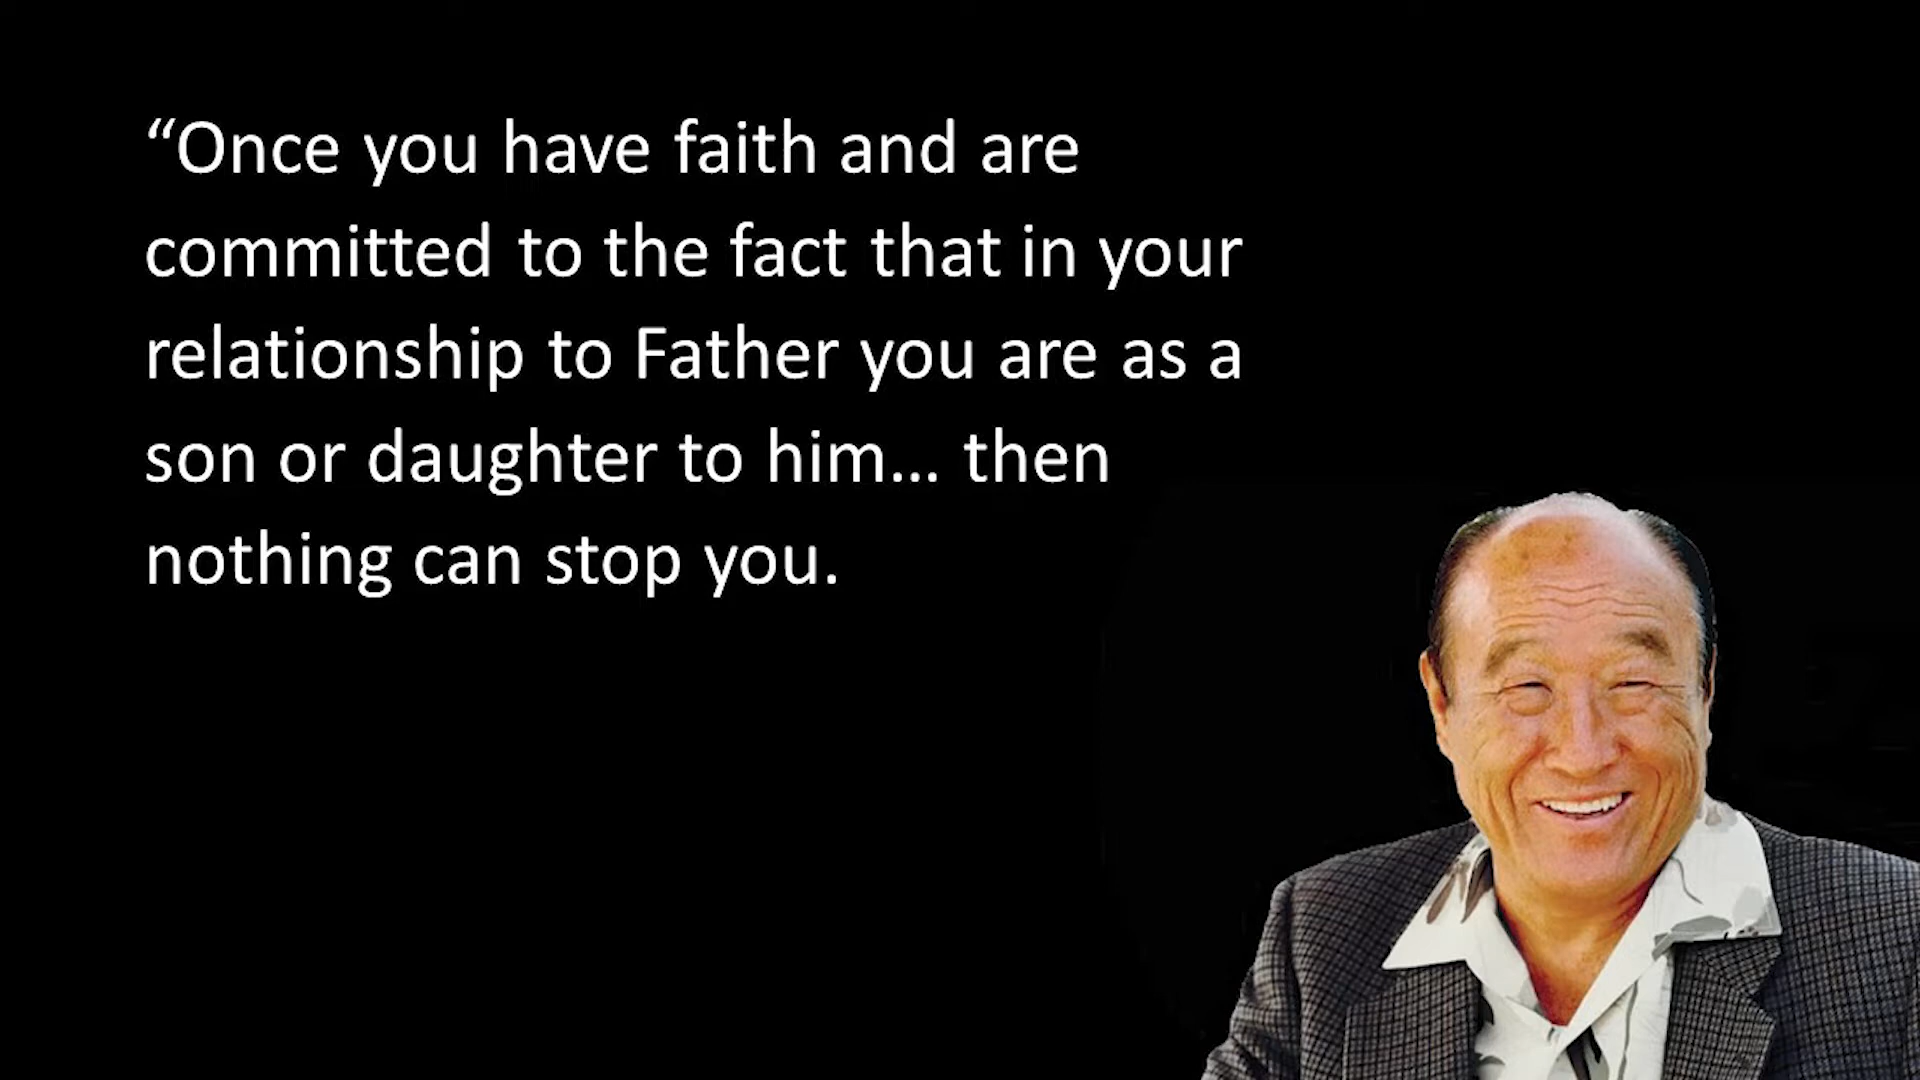 “Once you have faith and are
committed to the fact that in your
relationship to Father you are as a
son or daughter to him... then
nothing can stop you.